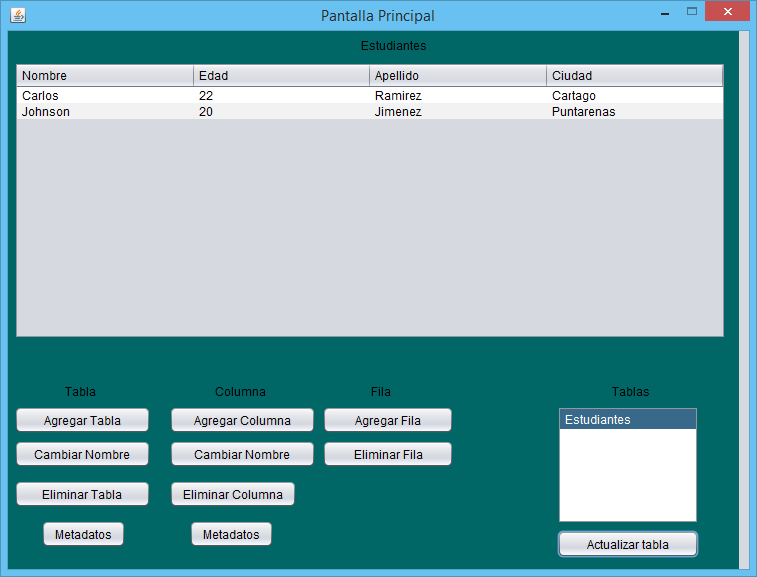 Pantalla Principal
Estudiantes
Nombre Edad Apellido Ciudad
Carlos 22 Ramirez Cartago
Johnson 20 Jimenez Puntarenas
Tabla Columna Fila Tablas
Agregar Tabla Agregar Columna Agregar Fila Estudiantes
Cambiar Nombre Cambiar Nombre Eliminar Fila
Eliminar Tabla Eliminar Columna
Metadatos Metadatos
Actualizar tabla